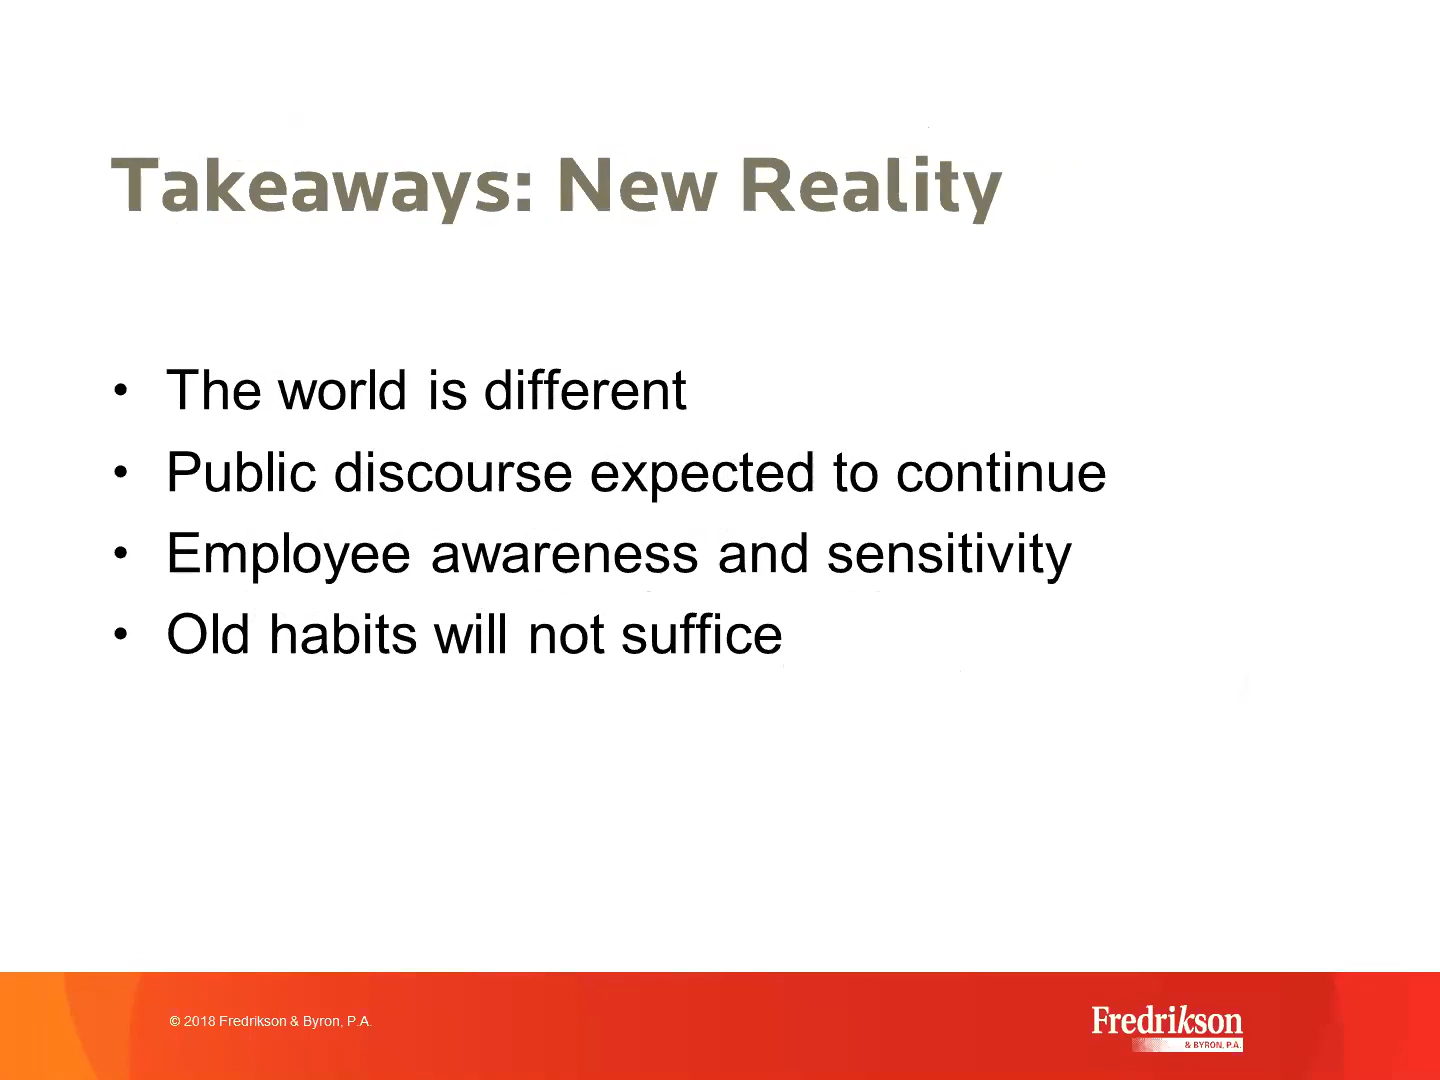 Takeaways: New Reality
• The world is different
• Public discourse expected to continue
• Employee awareness and sensitivity
• Old habits will not suffice
© 2018 Fredrikson & Byron, P.A.
Fredrikson
& BYRON, P.A.